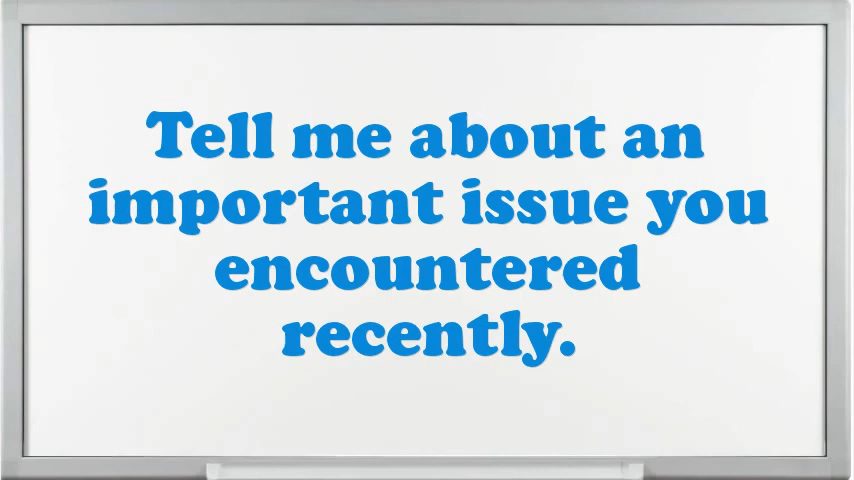 Tell me about an
important issue you
encountered
recently.